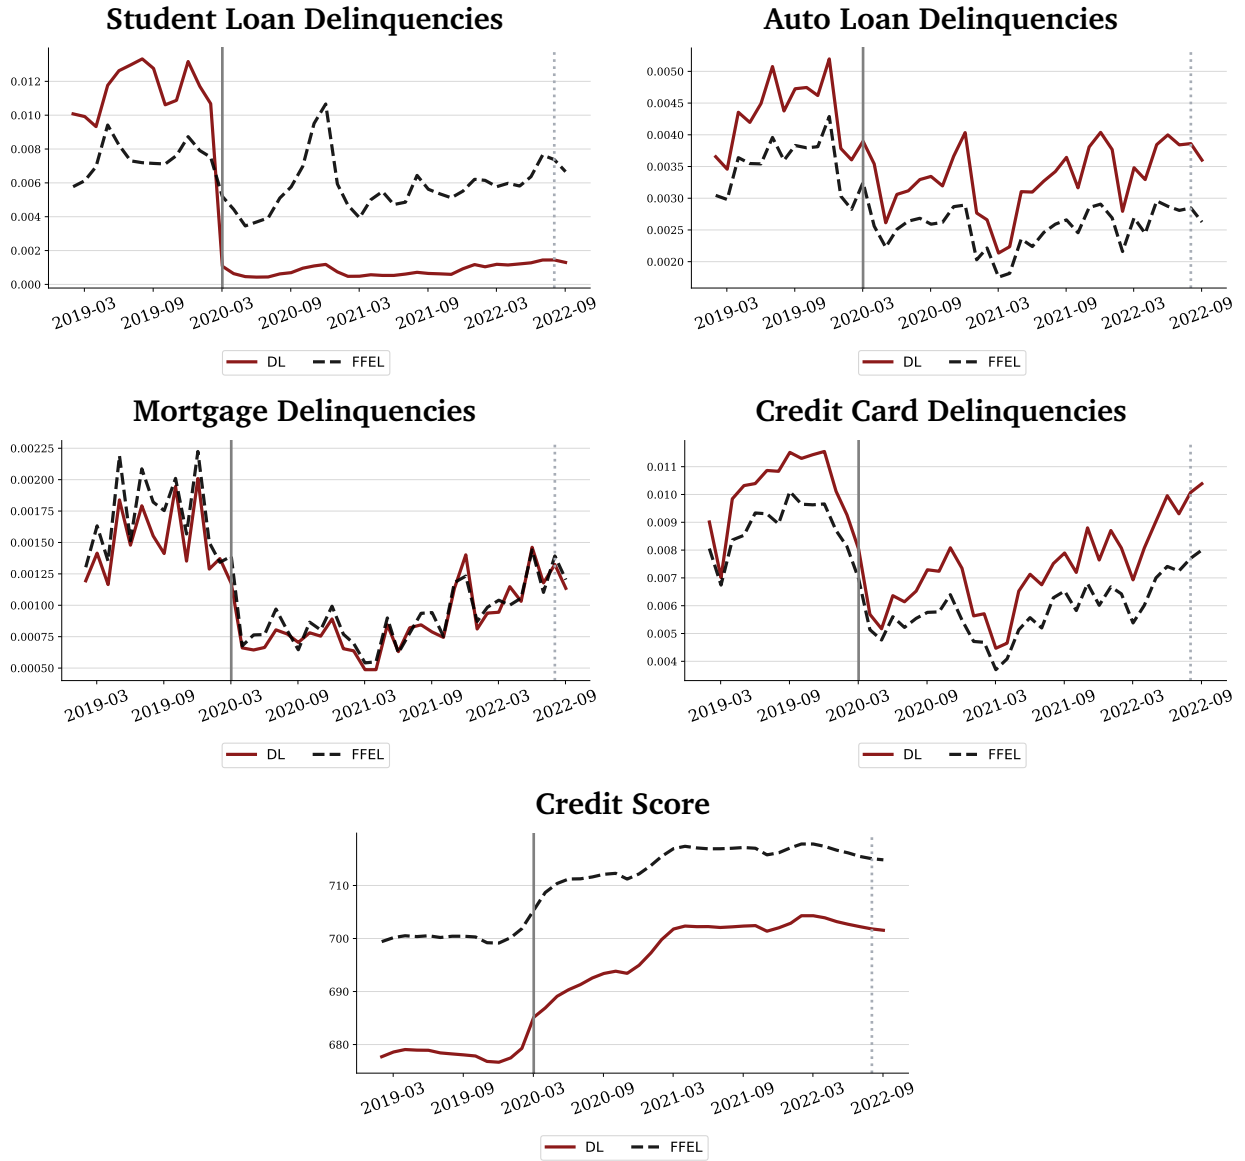 Student Loan Delinquencies
0.012
0.010
0.008
0.006
0.004
0.002
0.000
2019-03 2019-09 2020-03 2020-09 2021-03 2021-09 2022-03 2022-09
DL FFEL
Auto Loan Delinquencies
0.0050
0.0045
0.0040
0.0035
0.0030
0.0025
0.0020
2019-03 2019-09 2020-03 2020-09 2021-03 2021-09 2022-03 2022-09
DL FFEL
Mortgage Delinquencies
0.00225
0.00200
0.00175
0.00150
0.00125
0.00100
0.00075
0.00050
2019-03 2019-09 2020-03 2020-09 2021-03 2021-09 2022-03 2022-09
DL FFEL
Credit Card Delinquencies
0.011
0.010
0.009
0.008
0.007
0.006
0.005
0.004
2019-03 2019-09 2020-03 2020-09 2021-03 2021-09 2022-03 2022-09
DL FFEL
Credit Score
710
700
690
680
2019-03 2019-09 2020-03 2020-09 2021-03 2021-09 2022-03 2022-09
DL FFEL